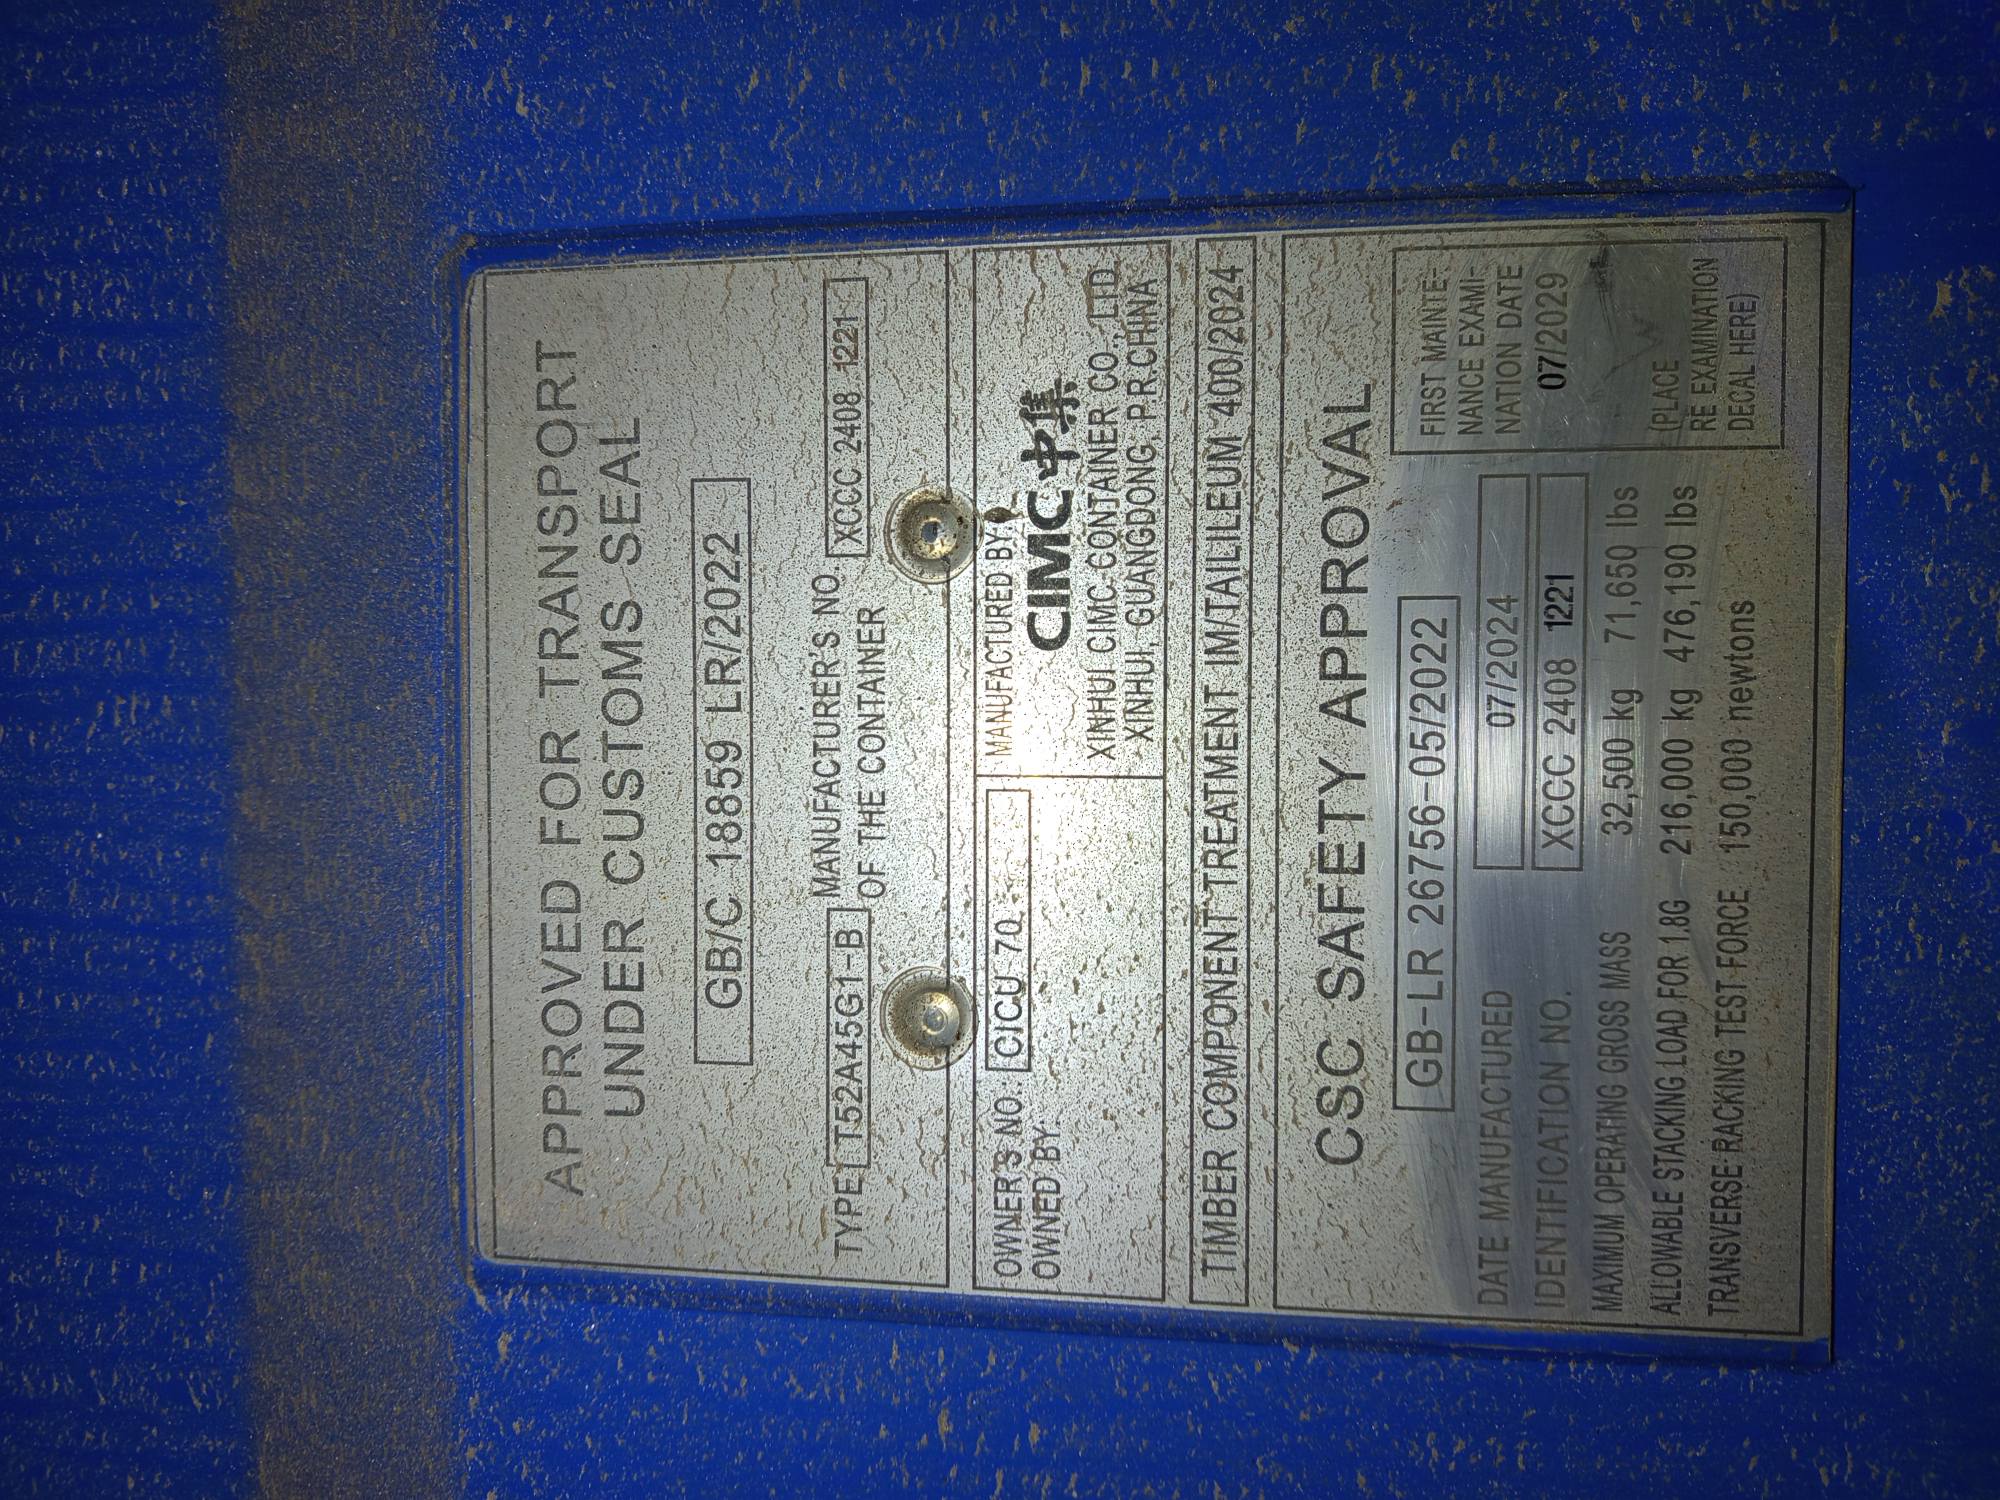 APPROVED FOR TRANSPORT
UNDER CUSTOMS SEAL
GB/C 18859 LR/2022
TYPE T52A45G1-B MANUFACTURER'S NO. XCCC 2408 1221
OF THE CONTAINER
OWNER'S NO.: CICU 70
OWNED BY:
MANUFACTURED BY:
CIMC 中集
XINHUI CIMC CONTAINER CO., LTD
XINHUI, GUANGDONG, P.R.CHINA
TIMBER COMPONENT TREATMENT IM/TAILILEUM 400/2024
CSC SAFETY APPROVAL
GB-LR 26756-05/2022
DATE MANUFACTURED 07/2024
IDENTIFICATION NO. XCCC 2408 1221
MAXIMUM OPERATING GROSS MASS 32,500 kg 71,650 lbs
ALLOWABLE STACKING LOAD FOR 1.8G 216,000 kg 476,190 lbs
TRANSVERSE RACKING TEST FORCE 150,000 newtons
FIRST MAINTE-
NANCE EXAMI-
NATION DATE
07/2029
(PLACE
RE EXAMINATION
DECAL HERE)